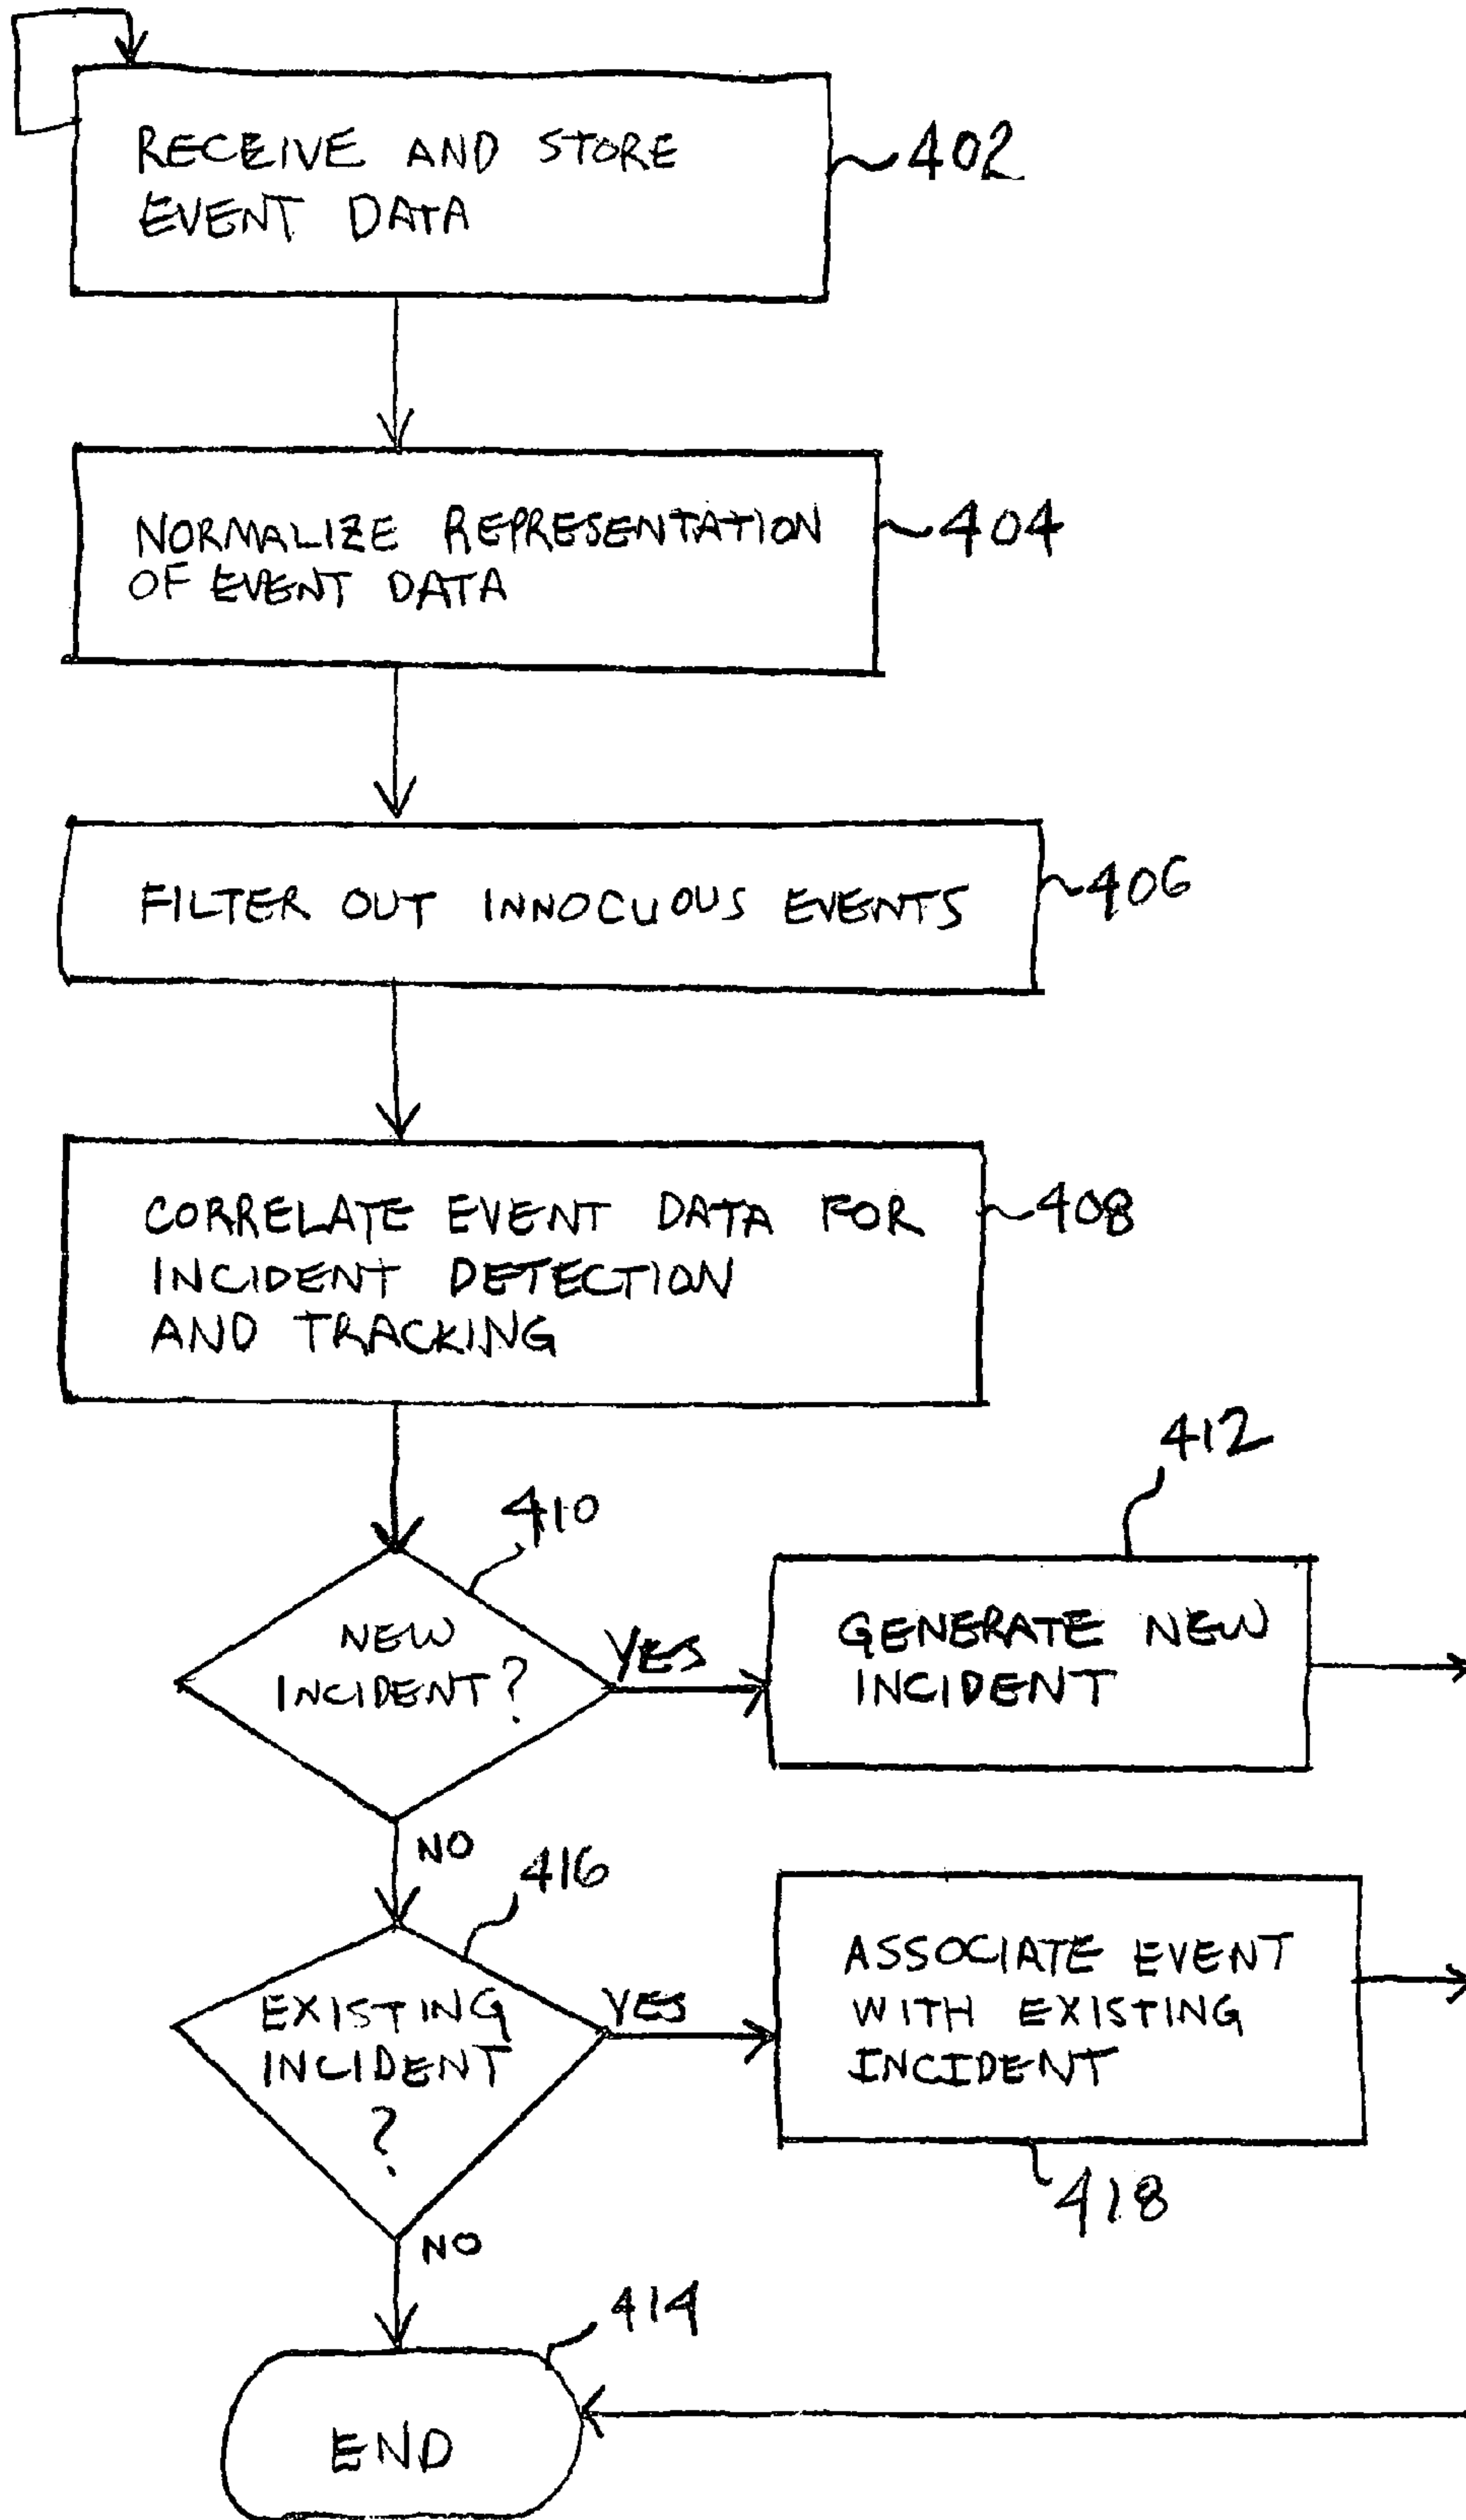 RECEIVE AND STORE
EVENT DATA
402
NORMALIZE REPRESENTATION
OF EVENT DATA
404
FILTER OUT INNOCUOUS EVENTS
406
CORRELATE EVENT DATA FOR
INCIDENT DETECTION
AND TRACKING
408
410
NEW
INCIDENT?
YES
412
GENERATE NEW
INCIDENT
NO
416
EXISTING
INCIDENT
?
YES
ASSOCIATE EVENT
WITH EXISTING
INCIDENT
418
NO
414
END